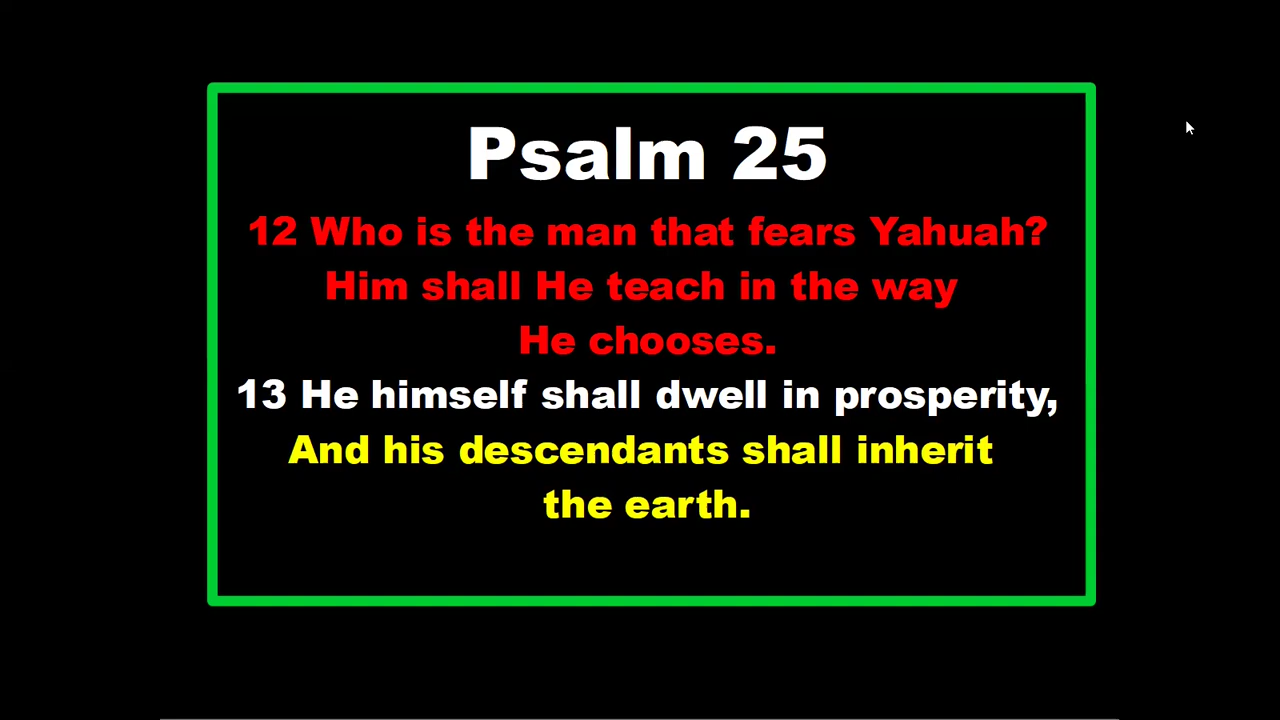 Psalm 25
12 Who is the man that fears Yahuah?
Him shall He teach in the way
He chooses.
13 He himself shall dwell in prosperity,
And his descendants shall inherit
the earth.